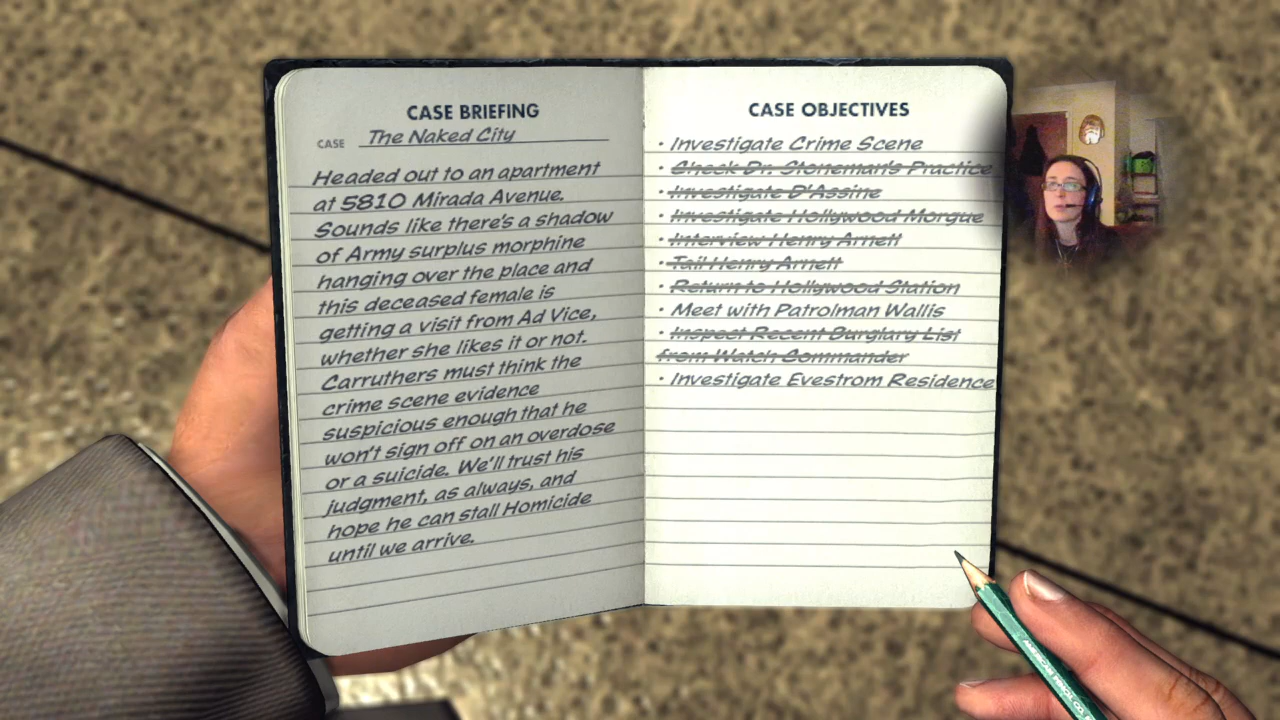 CASE BRIEFING
CASE The Naked City
Headed out to an apartment
at 5810 Mirada Avenue.
Sounds like there's a shadow
of Army surplus morphine
hanging over the place and
this deceased female is
getting a visit from Ad Vice,
whether she likes it or not.
Carruthers must think the
crime scene evidence
suspicious enough that he
won't sign off on an overdose
or a suicide. We'll trust his
judgment, as always, and
hope he can stall Homicide
until we arrive.
CASE OBJECTIVES
· Investigate Crime Scene
· Check Dr. Stoneman's Practice
· Investigate D'Assine
· Investigate Hollywood Morgue
· Interview Henry Arnett
· Tail Henry Arnett
· Return to Hollywood Station
· Meet with Patrolman Wallis
· Inspect Recent Burglary List
from Watch Commander
· Investigate Evestrom Residence
AMERICAN PENCIL CO.